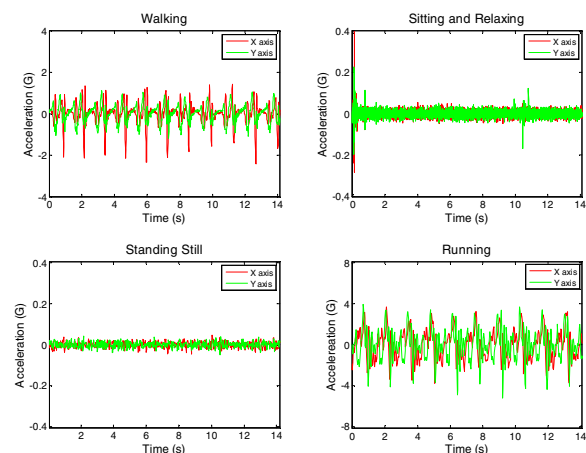 Walking
Acceleration (G)
4
2
0
-2
-4
X axis
Y axis
0 2 4 6 8 10 12 14
Time (s)
Sitting and Relaxing
Acceleration (G)
0.4
0.2
0
-0.2
-0.4
X axis
Y axis
0 2 4 6 8 10 12 14
Time (s)
Standing Still
Acceleration (G)
0.4
0.2
0
-0.2
-0.4
X axis
Y axis
2 4 6 8 10 12 14
Time (s)
Running
Accelereation (G)
8
4
0
-4
-8
X axis
Y axis
0 2 4 6 8 10 12 14
Time (s)